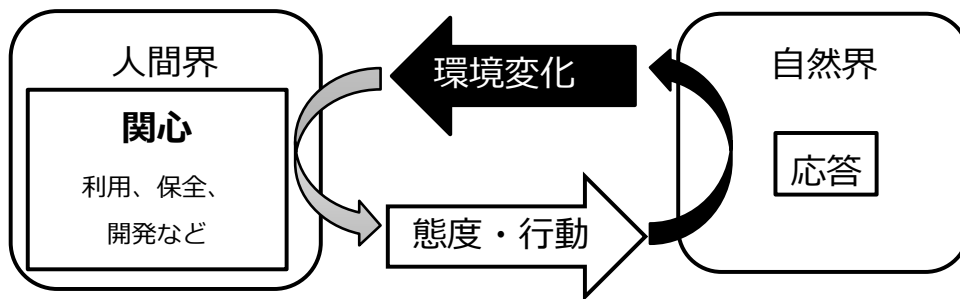 人間界
関心
利用、保全、
開発など
環境変化
態度・行動
自然界
応答